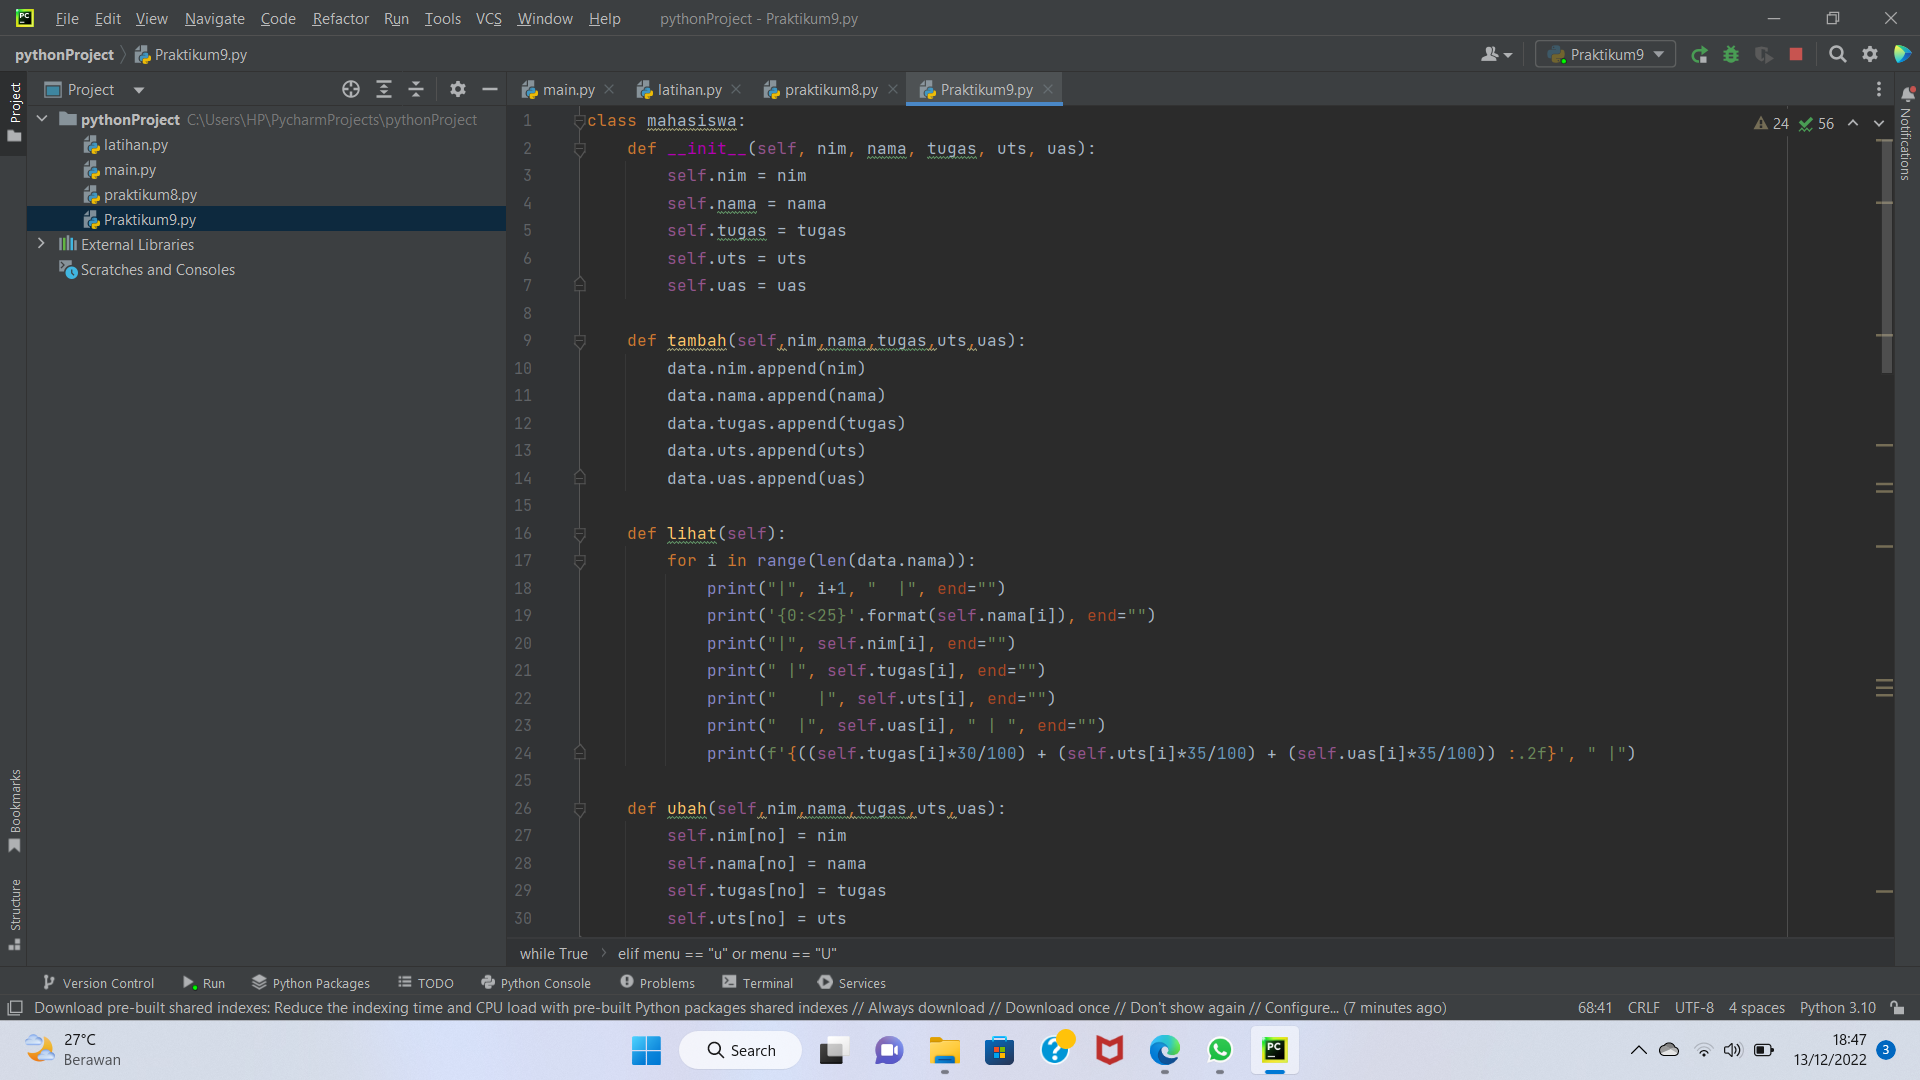 File Edit View Navigate Code Refactor Run Tools VCS Window Help pythonProject - Praktikum9.py
pythonProject Praktikum9.py Praktikum9
Project main.py latihan.py praktikum8.py Praktikum9.py
pythonProject C:\Users\HP\PycharmProjects\pythonProject
latihan.py
main.py
praktikum8.py
Praktikum9.py
External Libraries
Scratches and Consoles
Project
Bookmarks
Structure
24 56
Notifications
1 class mahasiswa:
2     def __init__(self, nim, nama, tugas, uts, uas):
3         self.nim = nim
4         self.nama = nama
5         self.tugas = tugas
6         self.uts = uts
7         self.uas = uas
8
9     def tambah(self,nim,nama,tugas,uts,uas):
10         data.nim.append(nim)
11         data.nama.append(nama)
12         data.tugas.append(tugas)
13         data.uts.append(uts)
14         data.uas.append(uas)
15
16     def lihat(self):
17         for i in range(len(data.nama)):
18             print("|", i+1, "  |", end="")
19             print('{0:<25}'.format(self.nama[i]), end="")
20             print("|", self.nim[i], end="")
21             print(" |", self.tugas[i], end="")
22             print("    |", self.uts[i], end="")
23             print("  |", self.uas[i], " | ", end="")
24             print(f'{((self.tugas[i]*30/100) + (self.uts[i]*35/100) + (self.uas[i]*35/100)) :.2f}', " |")
25
26     def ubah(self,nim,nama,tugas,uts,uas):
27         self.nim[no] = nim
28         self.nama[no] = nama
29         self.tugas[no] = tugas
30         self.uts[no] = uts
while True elif menu == "u" or menu == "U"
Version Control Run Python Packages TODO Python Console Problems Terminal Services
Download pre-built shared indexes: Reduce the indexing time and CPU load with pre-built Python packages shared indexes // Always download // Download once // Don't show again // Configure... (7 minutes ago) 68:41 CRLF UTF-8 4 spaces Python 3.10
27°C
Berawan
Search
PC
18:47
13/12/2022
3